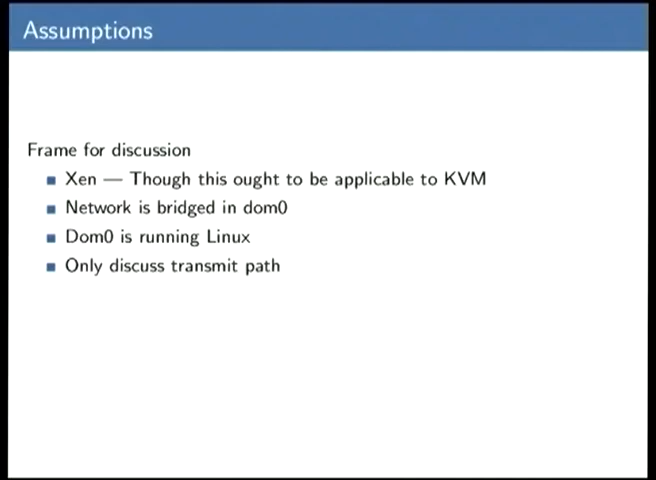 Assumptions
Frame for discussion
Xen — Though this ought to be applicable to KVM
Network is bridged in dom0
Dom0 is running Linux
Only discuss transmit path